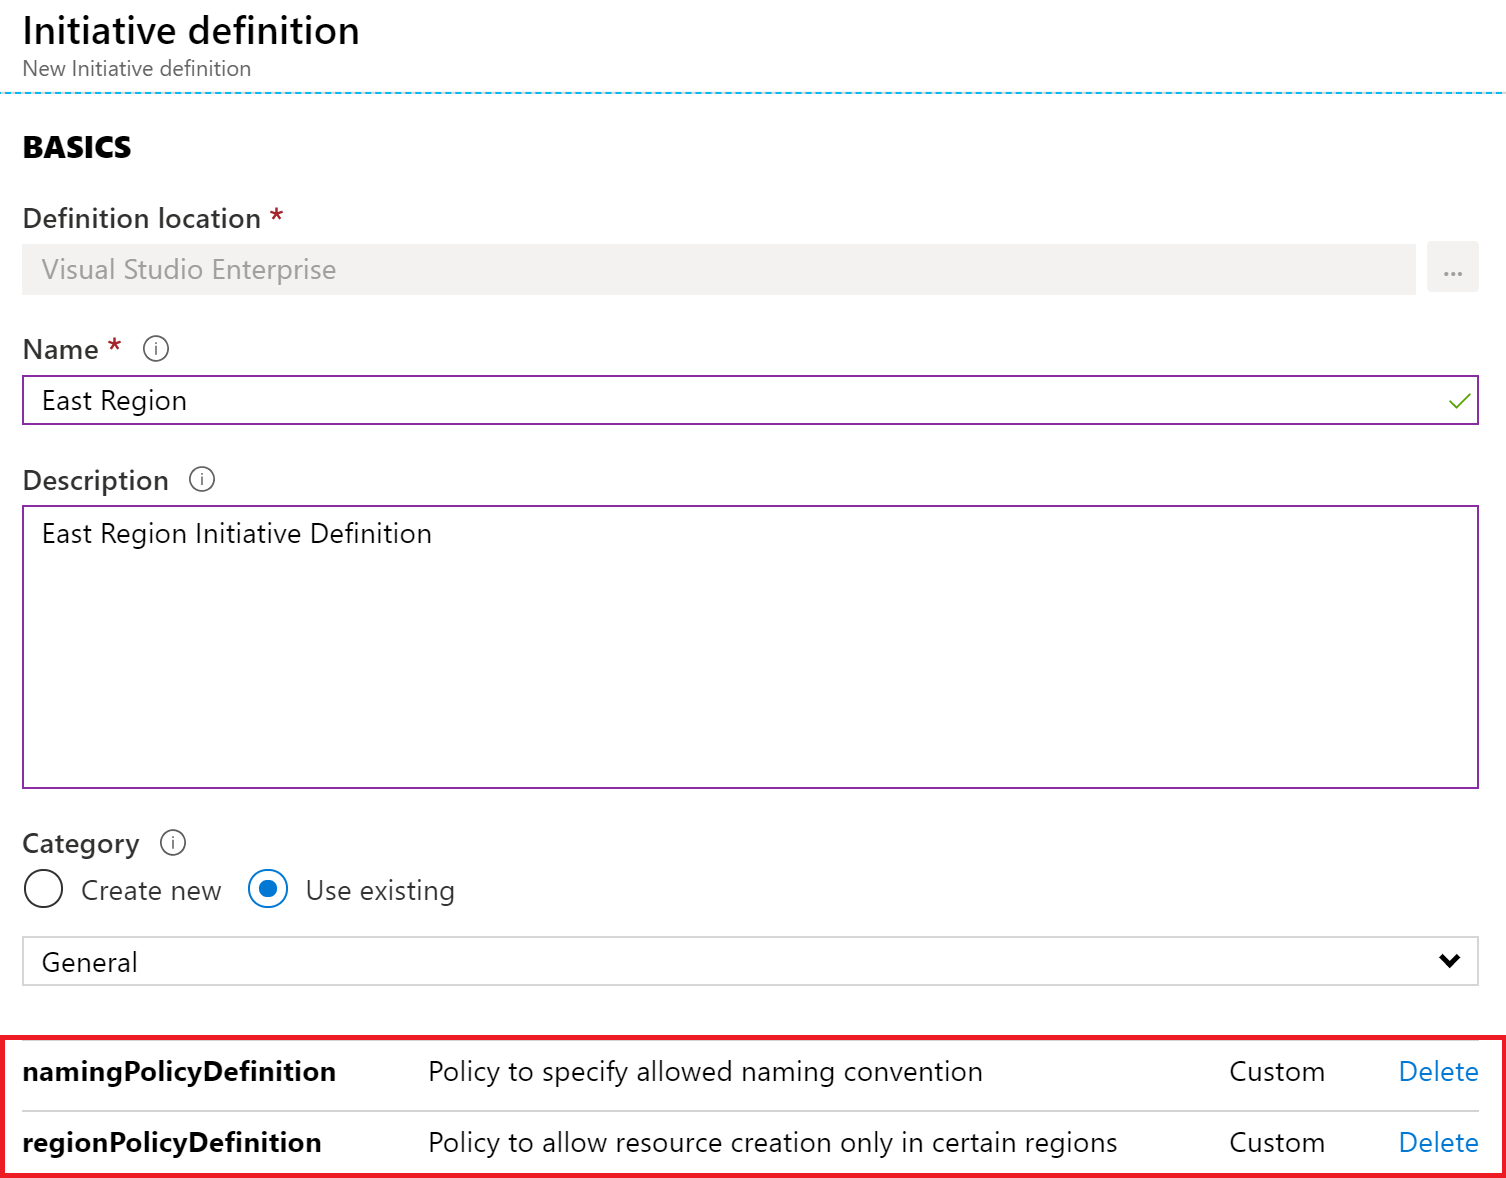 Initiative definition
New Initiative definition
BASICS
Definition location *
Visual Studio Enterprise
...
Name *
East Region
Description
East Region Initiative Definition
Category
Create new Use existing
General
namingPolicyDefinition Policy to specify allowed naming convention Custom Delete
regionPolicyDefinition Policy to allow resource creation only in certain regions Custom Delete